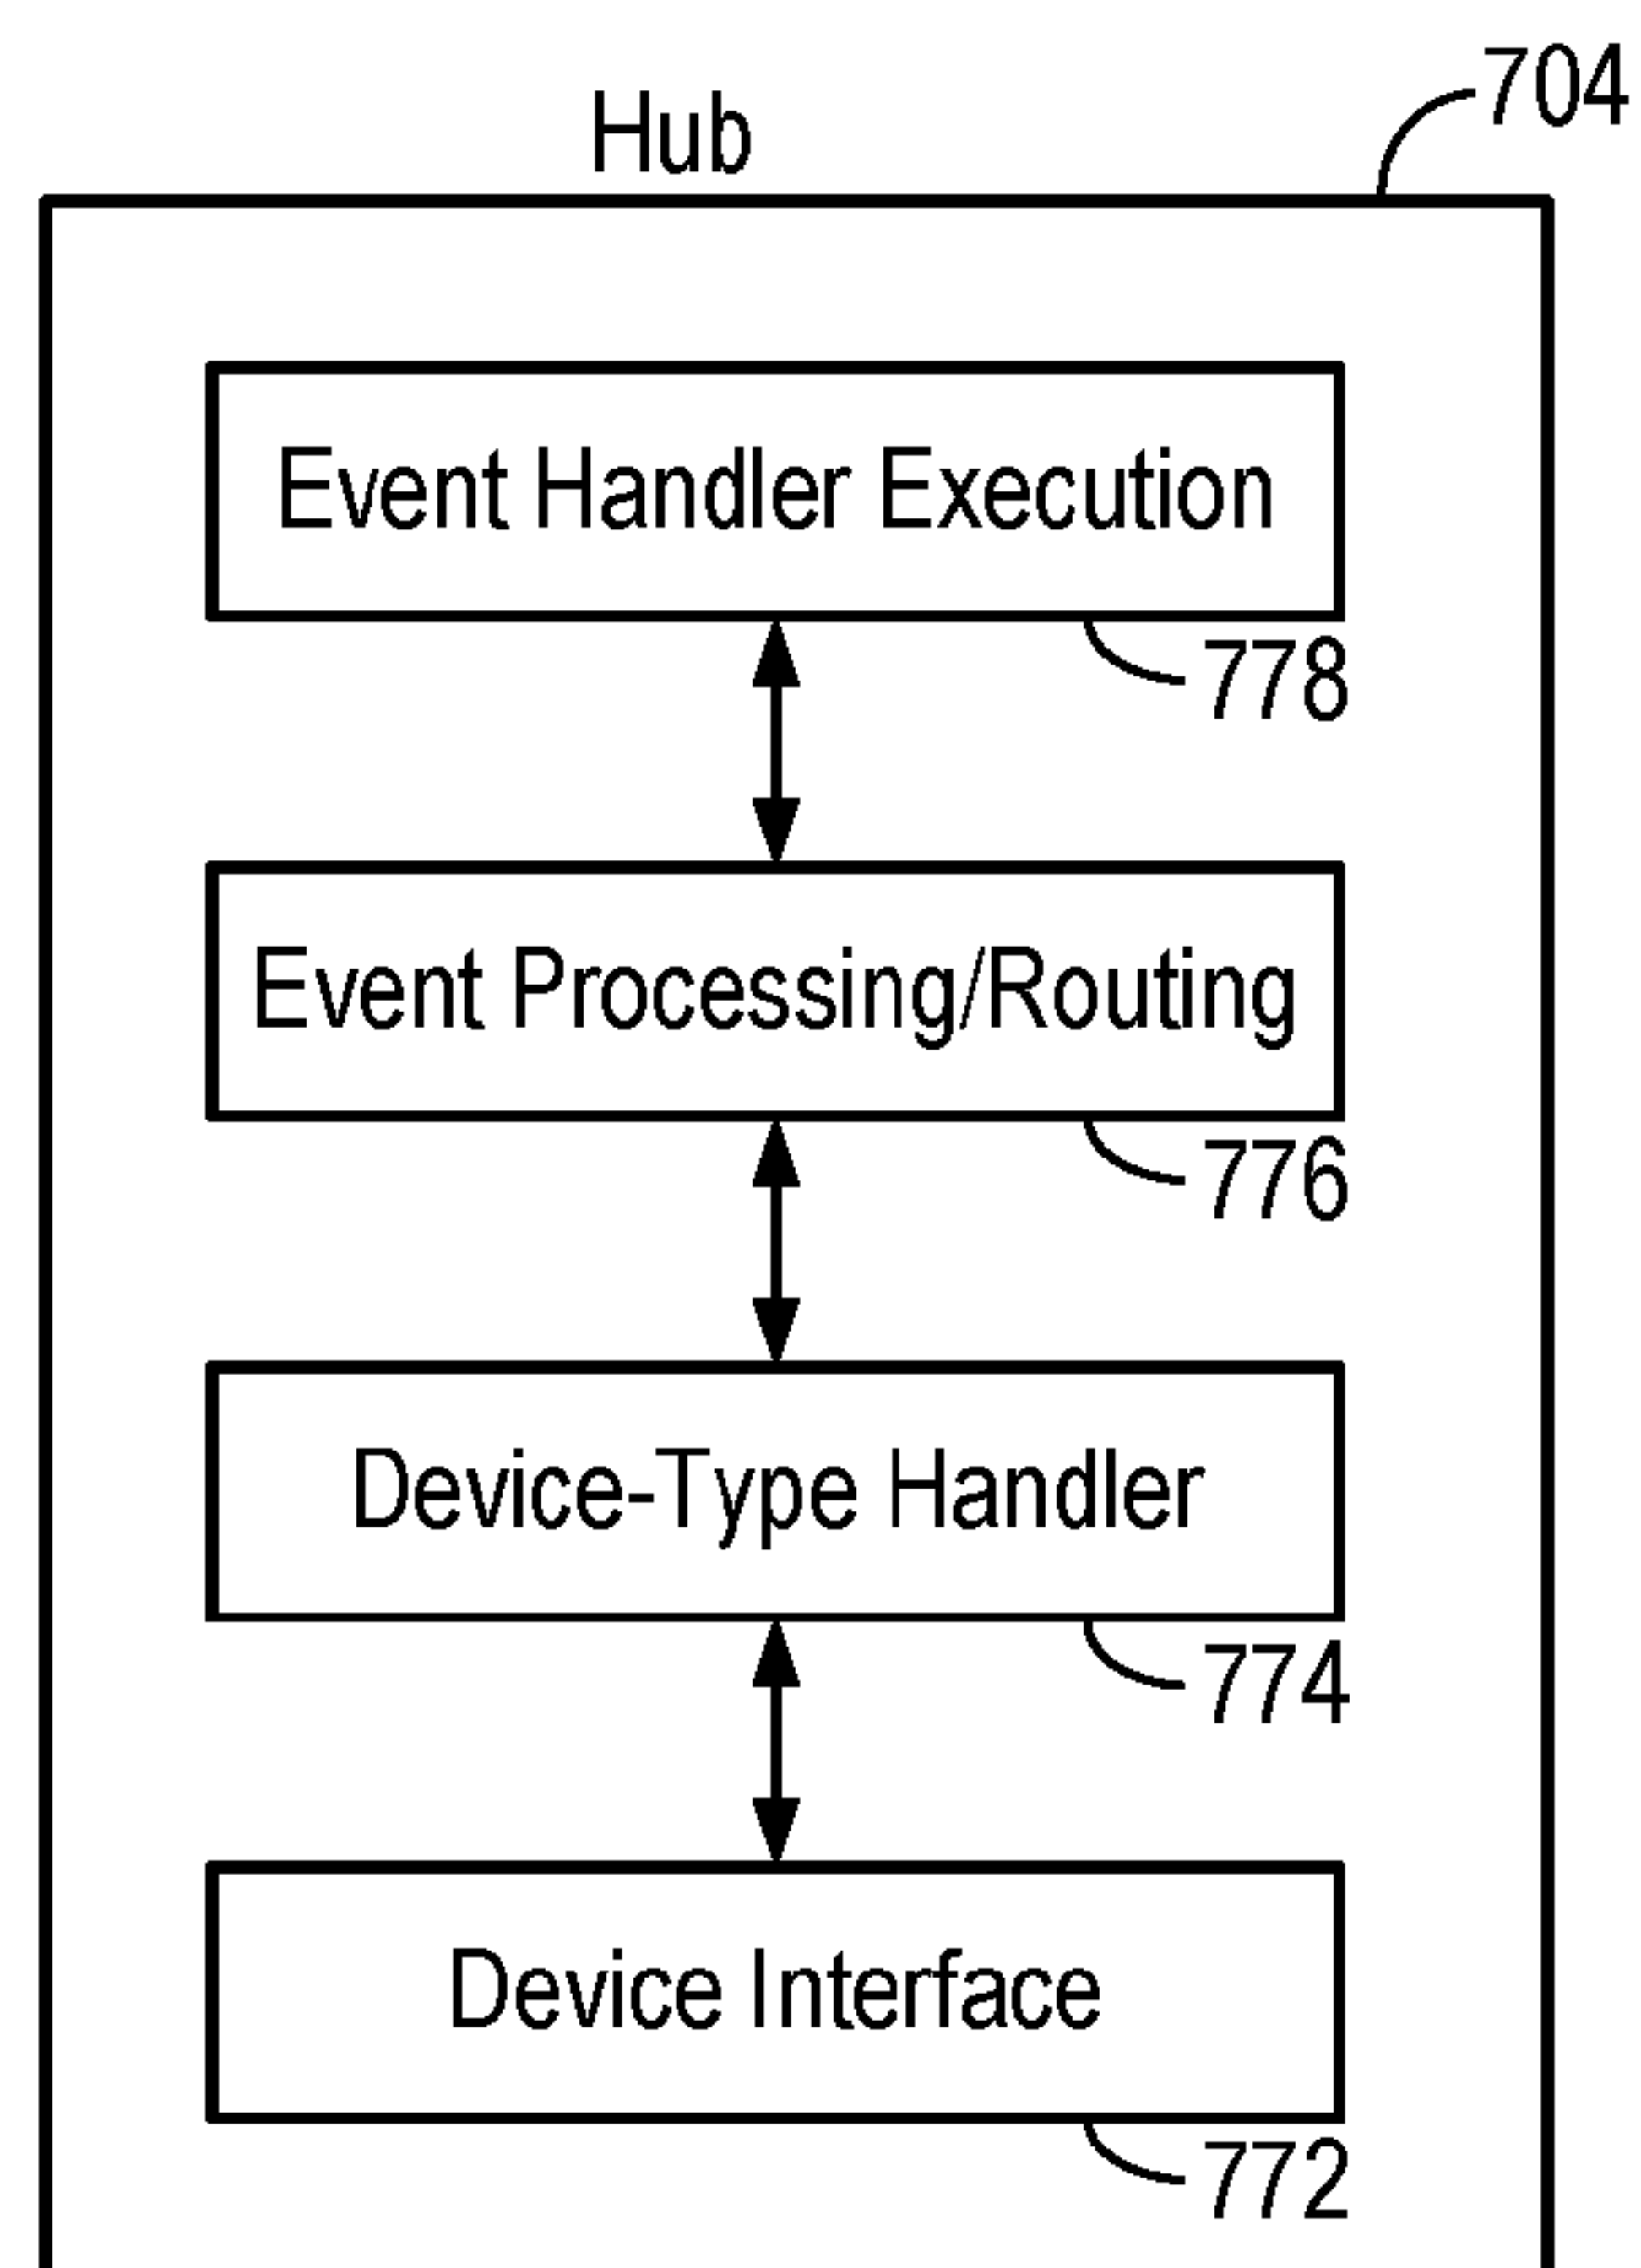 704
Hub
Event Handler Execution
778
Event Processing/Routing
776
Device-Type Handler
774
Device Interface
772